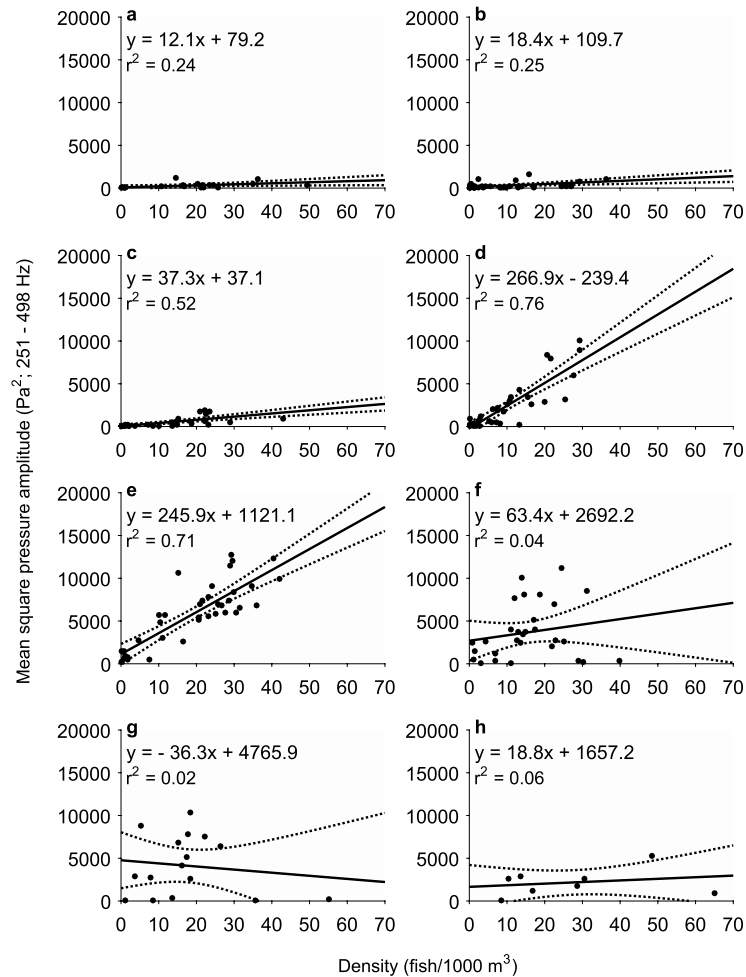 a
y = 12.1x + 79.2
r² = 0.24
20000
15000
10000
5000
0
0 10 20 30 40 50 60 70
b
y = 18.4x + 109.7
r² = 0.25
20000
15000
10000
5000
0
0 10 20 30 40 50 60 70
c
y = 37.3x + 37.1
r² = 0.52
20000
15000
10000
5000
0
0 10 20 30 40 50 60 70
d
y = 266.9x - 239.4
r² = 0.76
20000
15000
10000
5000
0
0 10 20 30 40 50 60 70
Mean square pressure amplitude (Pa²; 251 - 498 Hz)
e
y = 245.9x + 1121.1
r² = 0.71
20000
15000
10000
5000
0
0 10 20 30 40 50 60 70
f
y = 63.4x + 2692.2
r² = 0.04
20000
15000
10000
5000
0
0 10 20 30 40 50 60 70
g
y = - 36.3x + 4765.9
r² = 0.02
20000
15000
10000
5000
0
0 10 20 30 40 50 60 70
h
y = 18.8x + 1657.2
r² = 0.06
20000
15000
10000
5000
0
0 10 20 30 40 50 60 70
Density (fish/1000 m³)